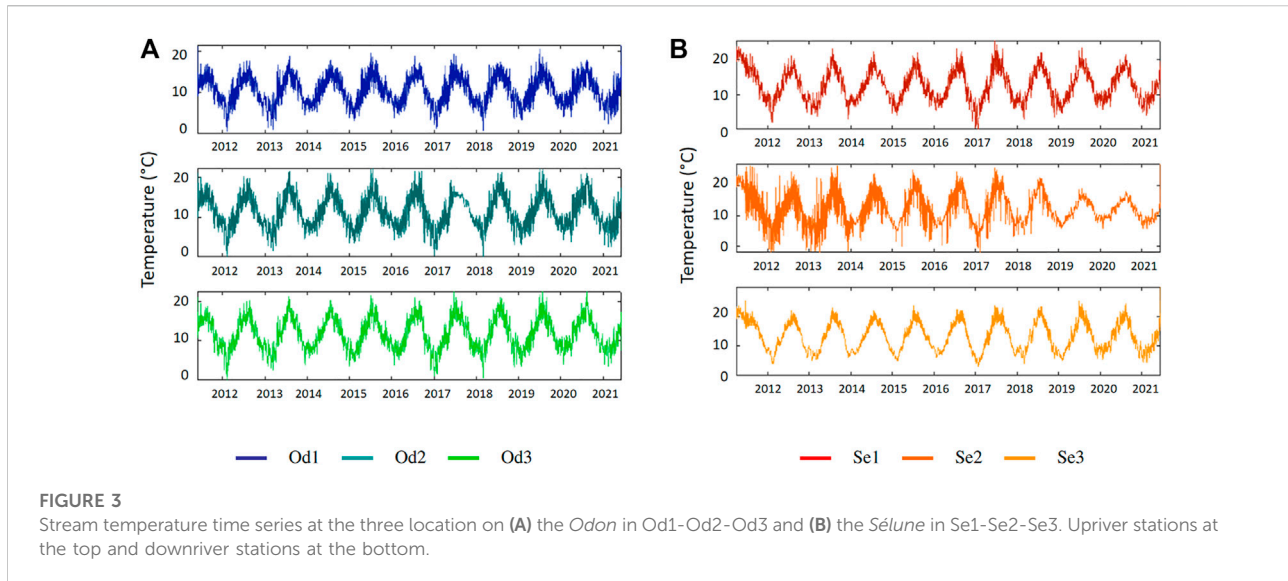 A
Temperature (°C)
20
10
0
2012 2013 2014 2015 2016 2017 2018 2019 2020 2021
20
10
0
2012 2013 2014 2015 2016 2017 2018 2019 2020 2021
20
10
0
2012 2013 2014 2015 2016 2017 2018 2019 2020 2021
Od1 Od2 Od3
B
Temperature (°C)
20
10
0
2012 2013 2014 2015 2016 2017 2018 2019 2020 2021
20
10
0
2012 2013 2014 2015 2016 2017 2018 2019 2020 2021
20
10
0
2012 2013 2014 2015 2016 2017 2018 2019 2020 2021
Se1 Se2 Se3
FIGURE 3
Stream temperature time series at the three location on (A) the Odon in Od1-Od2-Od3 and (B) the Sélune in Se1-Se2-Se3. Upriver stations at
the top and downriver stations at the bottom.